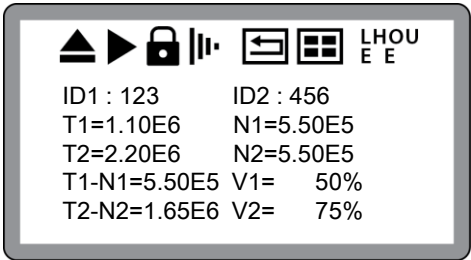 LHOU
E E
ID1 : 123 ID2 : 456
T1=1.10E6 N1=5.50E5
T2=2.20E6 N2=5.50E5
T1-N1=5.50E5 V1= 50%
T2-N2=1.65E6 V2= 75%